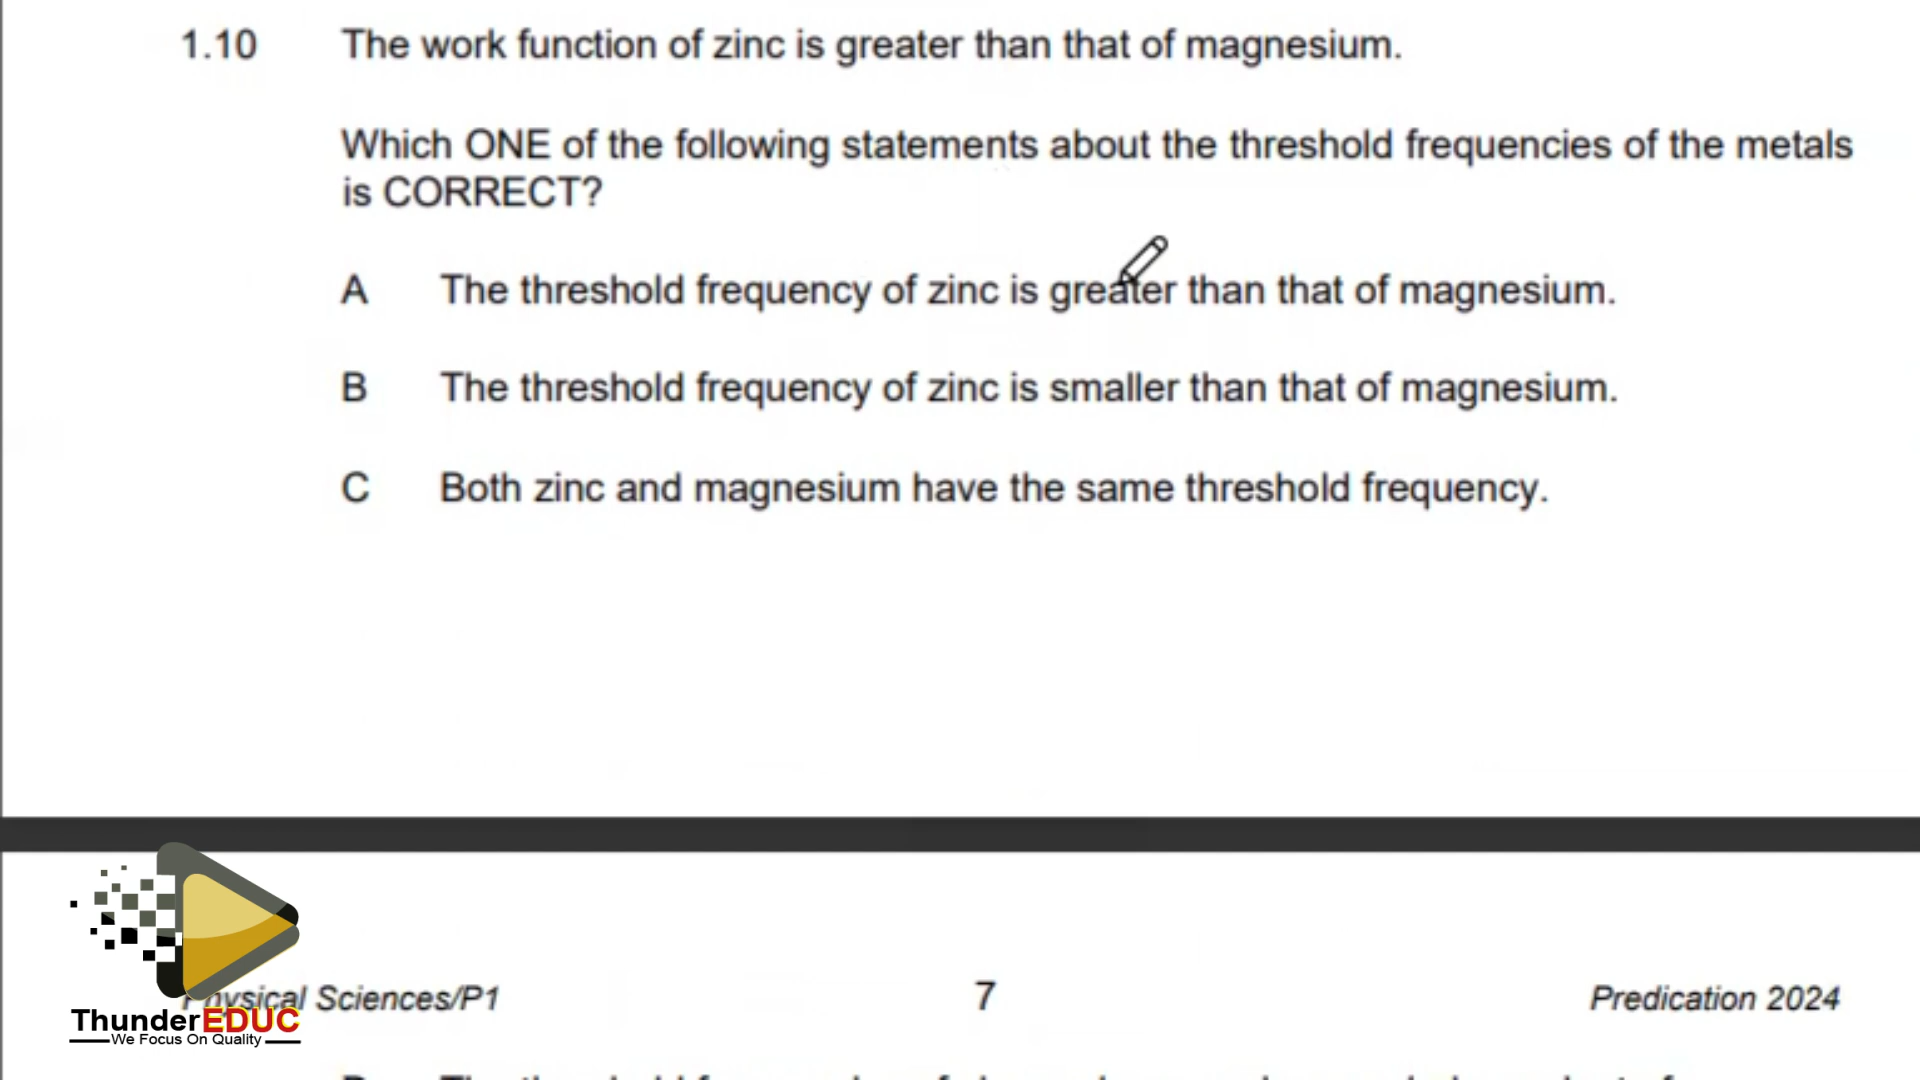 1.10 The work function of zinc is greater than that of magnesium.
Which ONE of the following statements about the threshold frequencies of the metals
is CORRECT?
A The threshold frequency of zinc is greater than that of magnesium.
B The threshold frequency of zinc is smaller than that of magnesium.
C Both zinc and magnesium have the same threshold frequency.
Physical Sciences/P1 7 Predication 2024
ThunderEDUC
We Focus On Quality